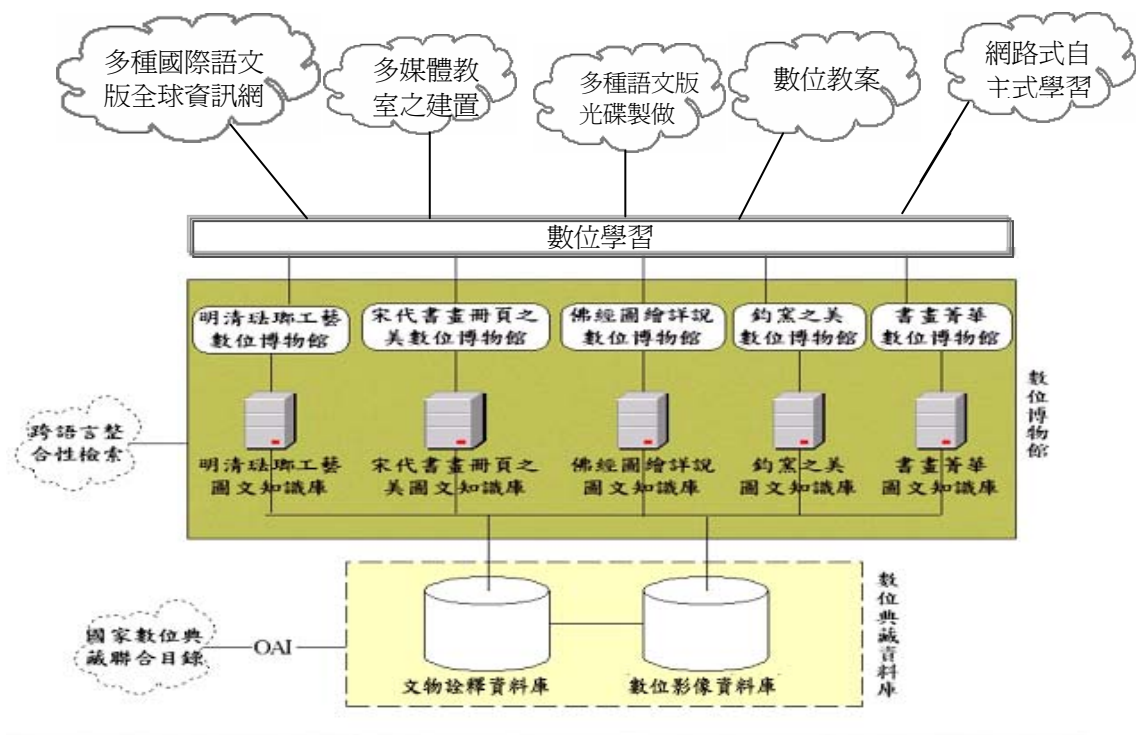 多種國際語文
版全球資訊網
多媒體教
室之建置
多種語文版
光碟製做
數位教案
網路式自
主式學習
數位學習
明清琺瑯工藝
數位博物館
宋代書畫冊頁之
美數位博物館
佛經圖繪詳說
數位博物館
鈞窯之美
數位博物館
書畫菁華
數位博物館
數位博物館
跨語言整
合性檢索
明清琺瑯工藝
圖文知識庫
宋代書畫冊頁之
美圖文知識庫
佛經圖繪詳說
圖文知識庫
鈞窯之美
圖文知識庫
書畫菁華
圖文知識庫
國家數位典
藏聯合目錄
OAI
文物詮釋資料庫
數位影像資料庫
數位典藏資料庫